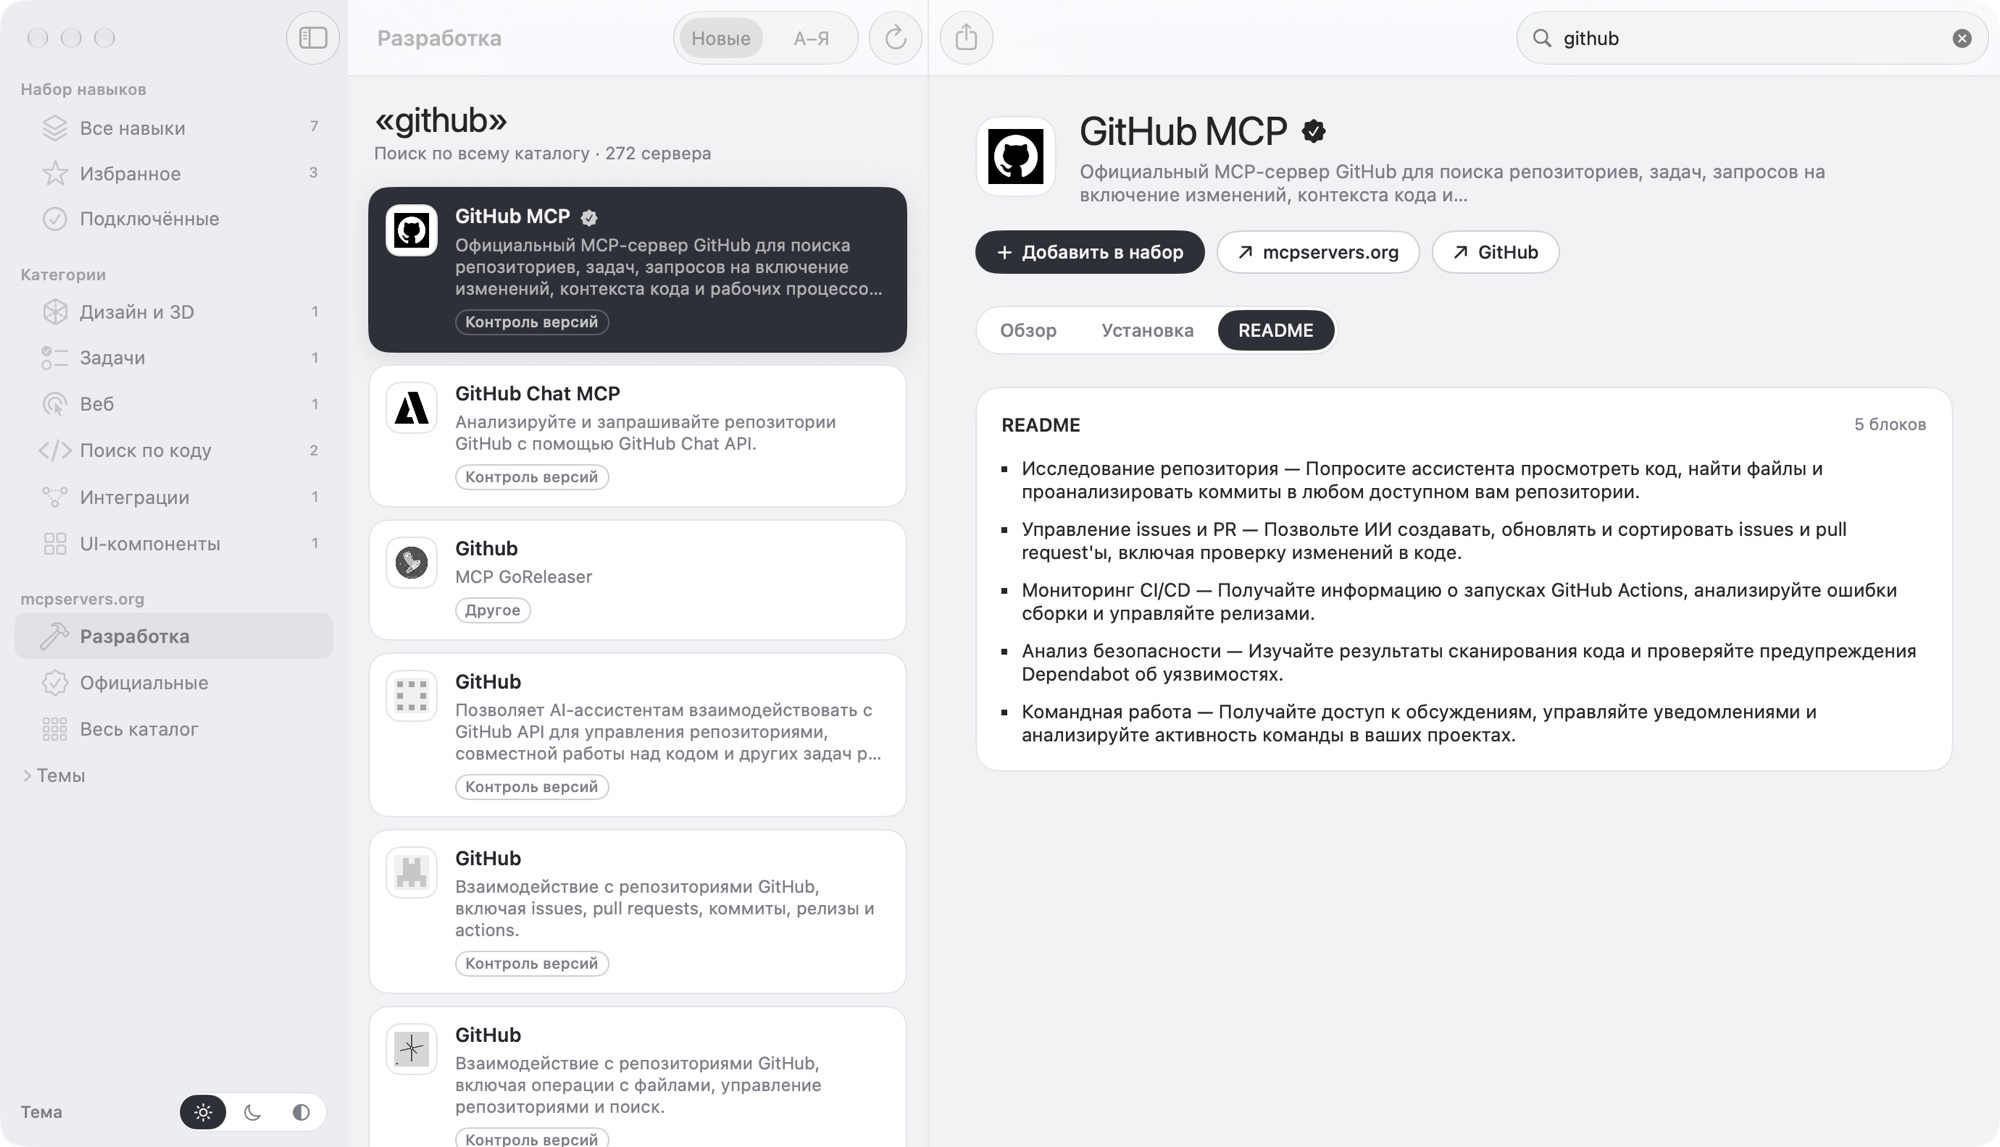 Набор навыков
Все навыки 7
Избранное 3
Подключённые
Категории
Дизайн и 3D 1
Задачи 1
Веб 1
Поиск по коду 2
Интеграции 1
UI-компоненты 1
mcpservers.org
Разработка
Официальные
Весь каталог
Темы
Тема
Разработка
Новые А–Я
«github»
Поиск по всему каталогу · 272 сервера
GitHub MCP
Официальный MCP-сервер GitHub для поиска
репозиториев, задач, запросов на включение
изменений, контекста кода и рабочих процессо...
Контроль версий
GitHub Chat MCP
Анализируйте и запрашивайте репозитории
GitHub с помощью GitHub Chat API.
Контроль версий
Github
MCP GoReleaser
Другое
GitHub
Позволяет AI-ассистентам взаимодействовать с
GitHub API для управления репозиториями,
совместной работы над кодом и других задач р...
Контроль версий
GitHub
Взаимодействие с репозиториями GitHub,
включая issues, pull requests, коммиты, релизы и
actions.
Контроль версий
GitHub
Взаимодействие с репозиториями GitHub,
включая операции с файлами, управление
репозиториями и поиск.
Контроль версий
github
GitHub MCP
Официальный MCP-сервер GitHub для поиска репозиториев, задач, запросов на
включение изменений, контекста кода и...
+ Добавить в набор mcpservers.org GitHub
Обзор Установка README
README 5 блоков
Исследование репозитория — Попросите ассистента просмотреть код, найти файлы и
проанализировать коммиты в любом доступном вам репозитории.
Управление issues и PR — Позвольте ИИ создавать, обновлять и сортировать issues и pull
request'ы, включая проверку изменений в коде.
Мониторинг CI/CD — Получайте информацию о запусках GitHub Actions, анализируйте ошибки
сборки и управляйте релизами.
Анализ безопасности — Изучайте результаты сканирования кода и проверяйте предупреждения
Dependabot об уязвимостях.
Командная работа — Получайте доступ к обсуждениям, управляйте уведомлениями и
анализируйте активность команды в ваших проектах.